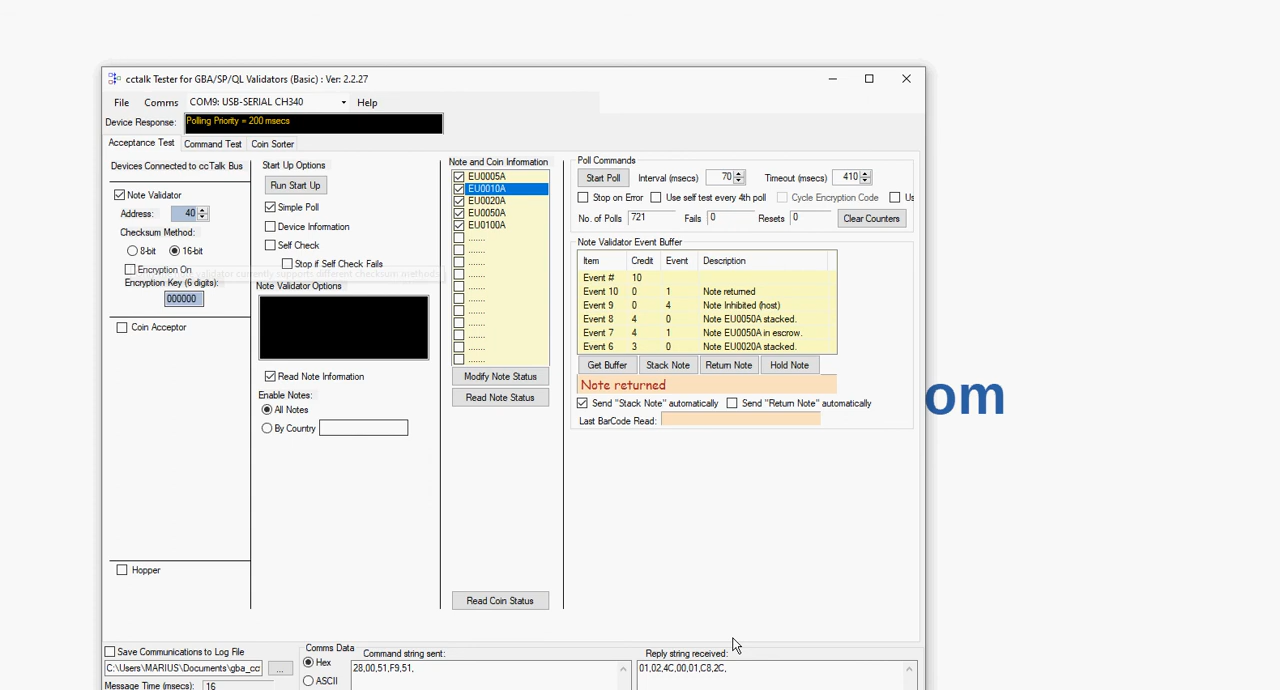 cctalk Tester for GBA/SP/QL Validators (Basic) : Ver: 2.2.27
File Comms COM9: USB-SERIAL CH340 Help
Device Response: Polling Priority = 200 msecs
Acceptance Test Command Test Coin Sorter
Devices Connected to ccTalk Bus
Note Validator
Address: 40
Checksum Method:
8-bit 16-bit
Encryption On
Encryption Key (6 digits):
000000
Coin Acceptor
Hopper
Start Up Options
Run Start Up
Simple Poll
Device Information
Self Check
Stop if Self Check Fails
validator currently supports different checksum methods
Note Validator Options
Read Note Information
Enable Notes:
All Notes
By Country
Note and Coin Information
EU0005A
EU0010A
EU0020A
EU0050A
EU0100A
.......
.......
.......
.......
.......
.......
.......
.......
.......
.......
.......
Modify Note Status
Read Note Status
Read Coin Status
Poll Commands
Start Poll Interval (msecs) 70 Timeout (msecs) 410
Stop on Error Use self test every 4th poll Cycle Encryption Code Us
No. of Polls 721 Fails 0 Resets 0 Clear Counters
Note Validator Event Buffer
Item Credit Event Description
Event # 10
Event 10 0 1 Note returned
Event 9 0 4 Note Inhibited (host)
Event 8 4 0 Note EU0050A stacked.
Event 7 4 1 Note EU0050A in escrow.
Event 6 3 0 Note EU0020A stacked.
Get Buffer Stack Note Return Note Hold Note
Note returned
Send "Stack Note" automatically Send "Return Note" automatically
Last BarCode Read:
om
Save Communications to Log File
C:\Users\MARIUS\Documents\gba_cc ...
Message Time (msecs): 16
Comms Data
Hex
ASCII
Command string sent:
28,00,51,F9,51,
Reply string received:
01,02,4C,00,01,C8,2C,